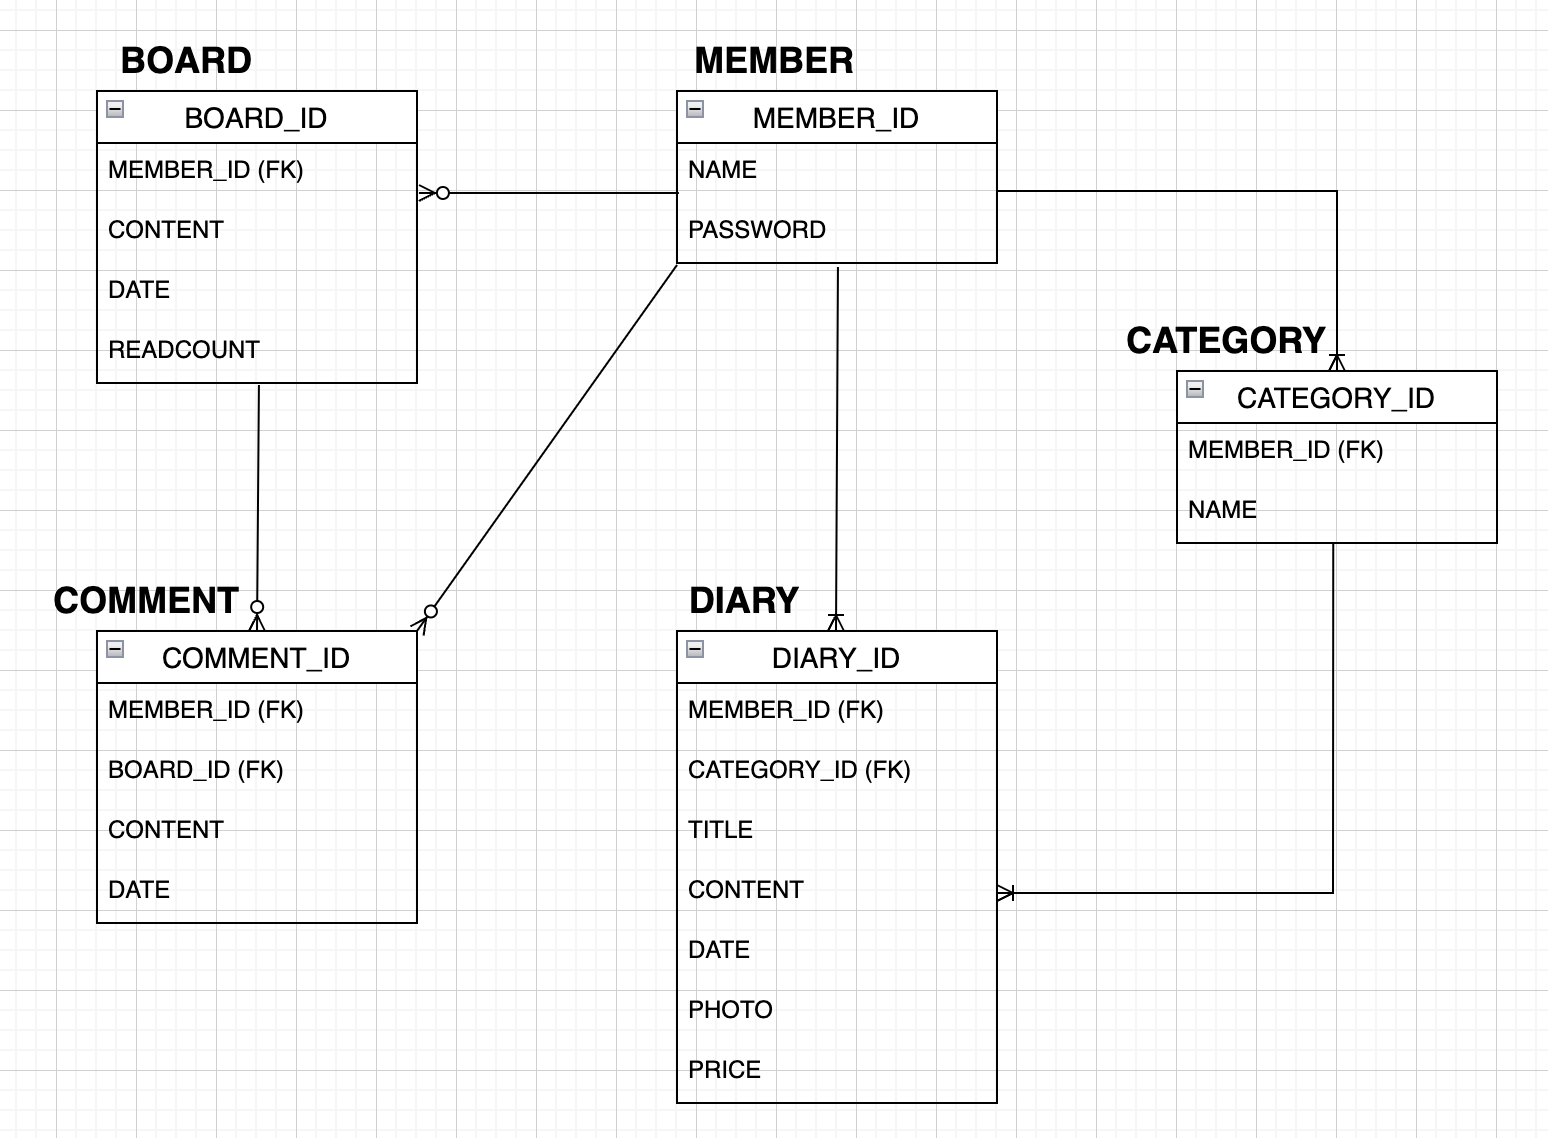 BOARD
BOARD_ID
MEMBER_ID (FK)
CONTENT
DATE
READCOUNT
MEMBER
MEMBER_ID
NAME
PASSWORD
CATEGORY
CATEGORY_ID
MEMBER_ID (FK)
NAME
COMMENT
COMMENT_ID
MEMBER_ID (FK)
BOARD_ID (FK)
CONTENT
DATE
DIARY
DIARY_ID
MEMBER_ID (FK)
CATEGORY_ID (FK)
TITLE
CONTENT
DATE
PHOTO
PRICE